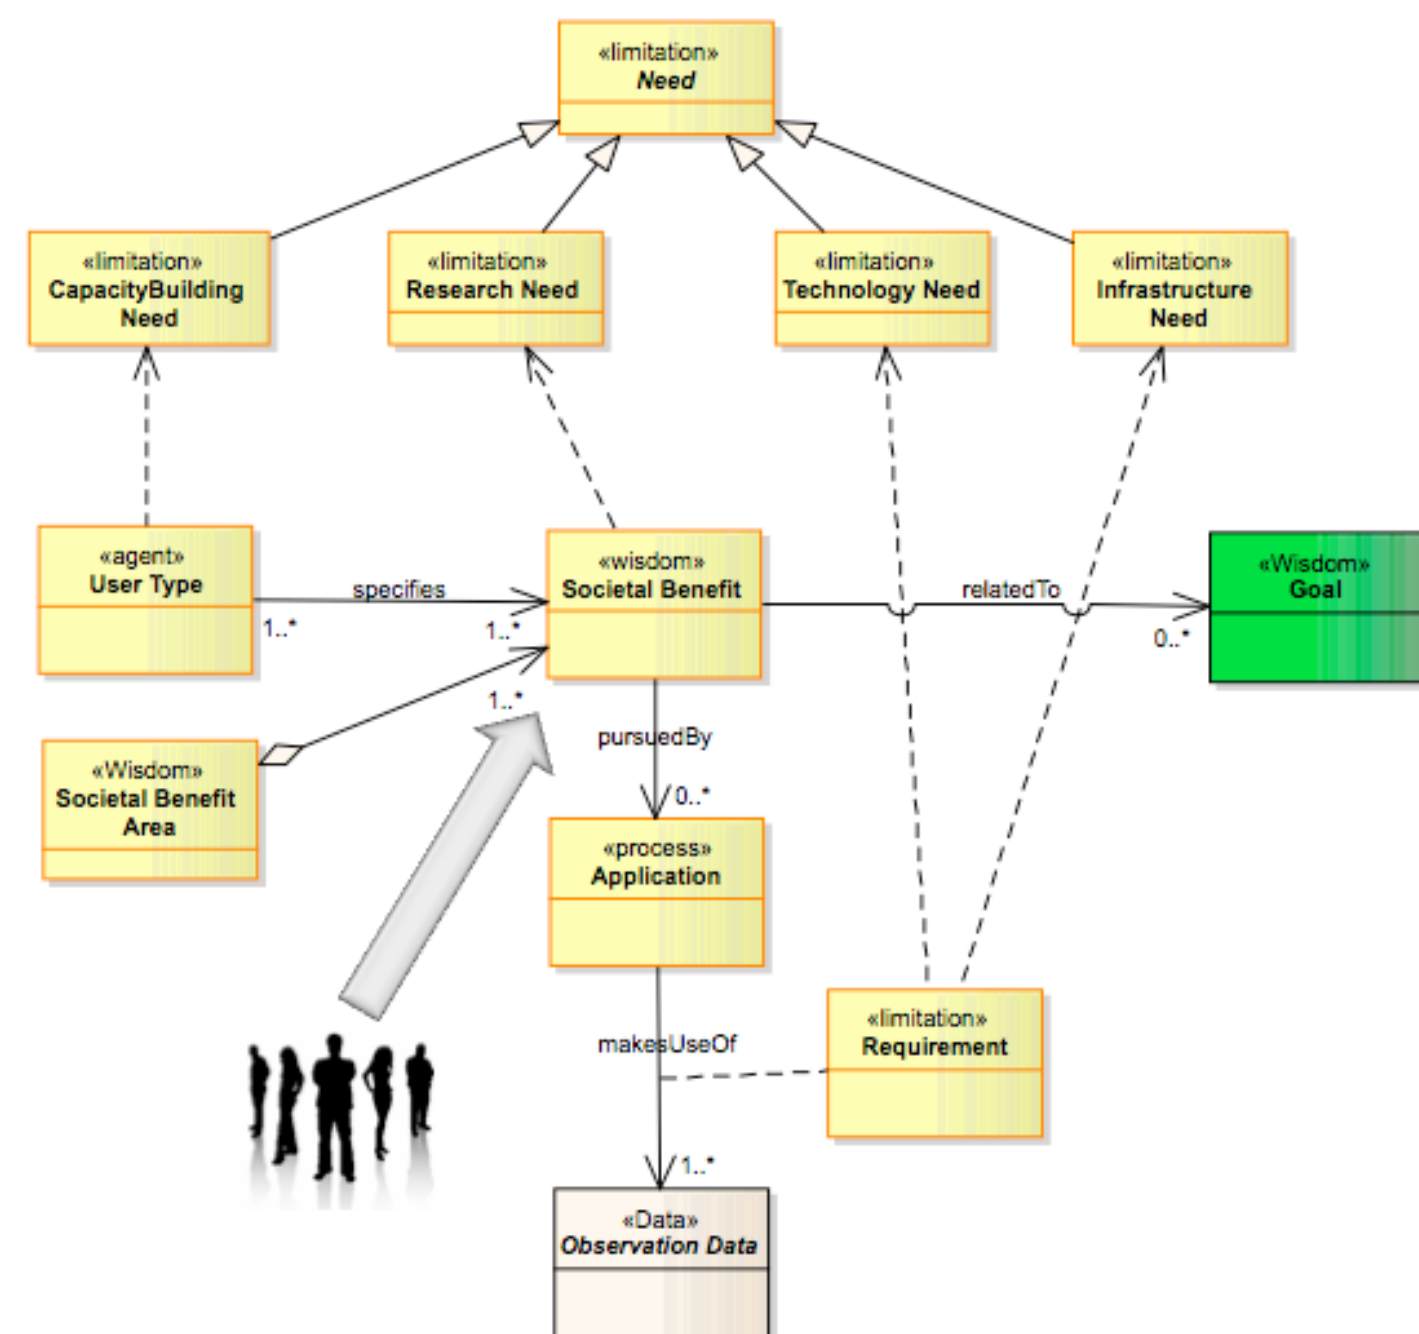 «limitation»
Need
«limitation»
CapacityBuilding
Need
«limitation»
Research Need
«limitation»
Technology Need
«limitation»
Infrastructure
Need
«agent»
User Type
specifies
1..*
1..*
«wisdom»
Societal Benefit
relatedTo
0..*
«Wisdom»
Goal
1..*
«Wisdom»
Societal Benefit
Area
pursuedBy
0..*
«process»
Application
makesUseOf
«limitation»
Requirement
1..*
«Data»
Observation Data